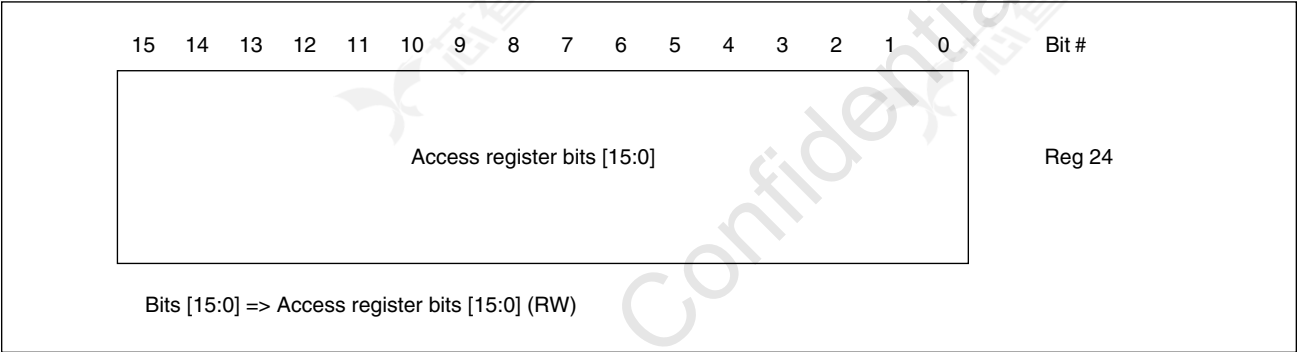 15 14 13 12 11 10 9 8 7 6 5 4 3 2 1 0 Bit #
Access register bits [15:0] Reg 24
Bits [15:0] => Access register bits [15:0] (RW)